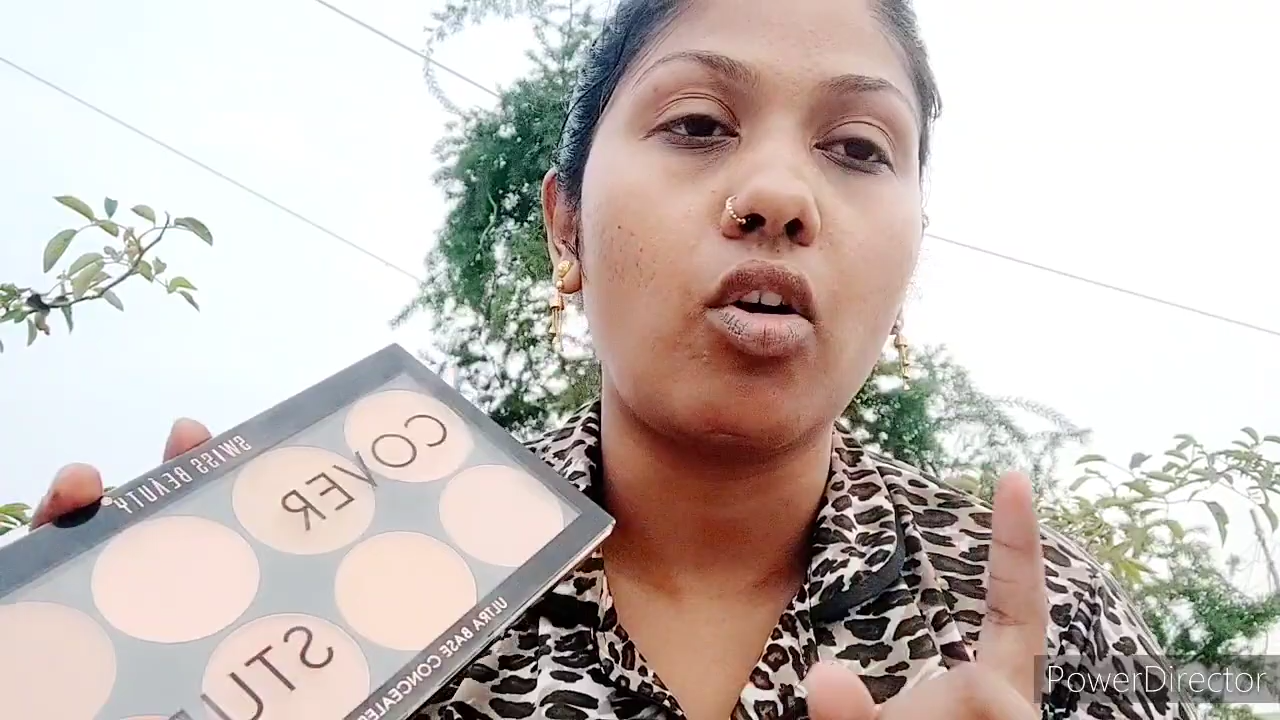 SWISS BEAUTY
COVER
STU
ULTRA BASE CONCEALER
PowerDirector